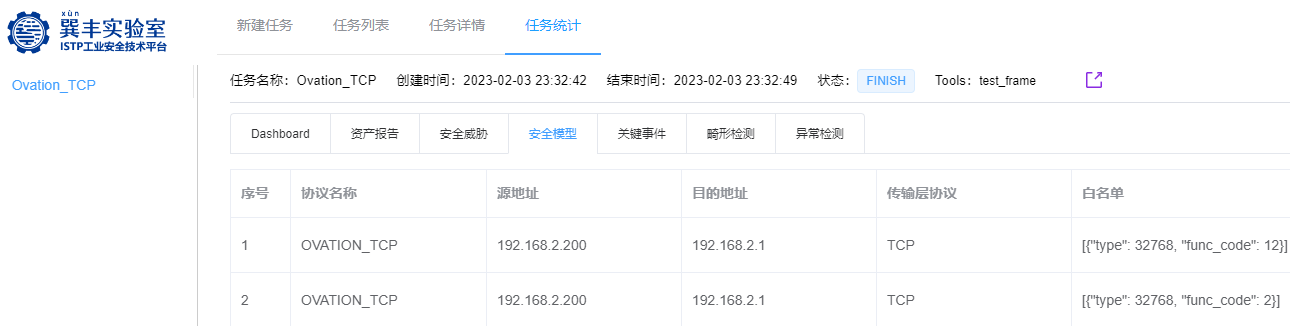 xùn
巽丰实验室
ISTP工业安全技术平台
新建任务 任务列表 任务详情 任务统计
Ovation_TCP
任务名称：Ovation_TCP 创建时间：2023-02-03 23:32:42 结束时间：2023-02-03 23:32:49 状态： FINISH Tools：test_frame
Dashboard 资产报告 安全威胁 安全模型 关键事件 畸形检测 异常检测
序号 协议名称 源地址 目的地址 传输层协议 白名单
1 OVATION_TCP 192.168.2.200 192.168.2.1 TCP [{"type": 32768, "func_code": 12}]
2 OVATION_TCP 192.168.2.200 192.168.2.1 TCP [{"type": 32768, "func_code": 2}]